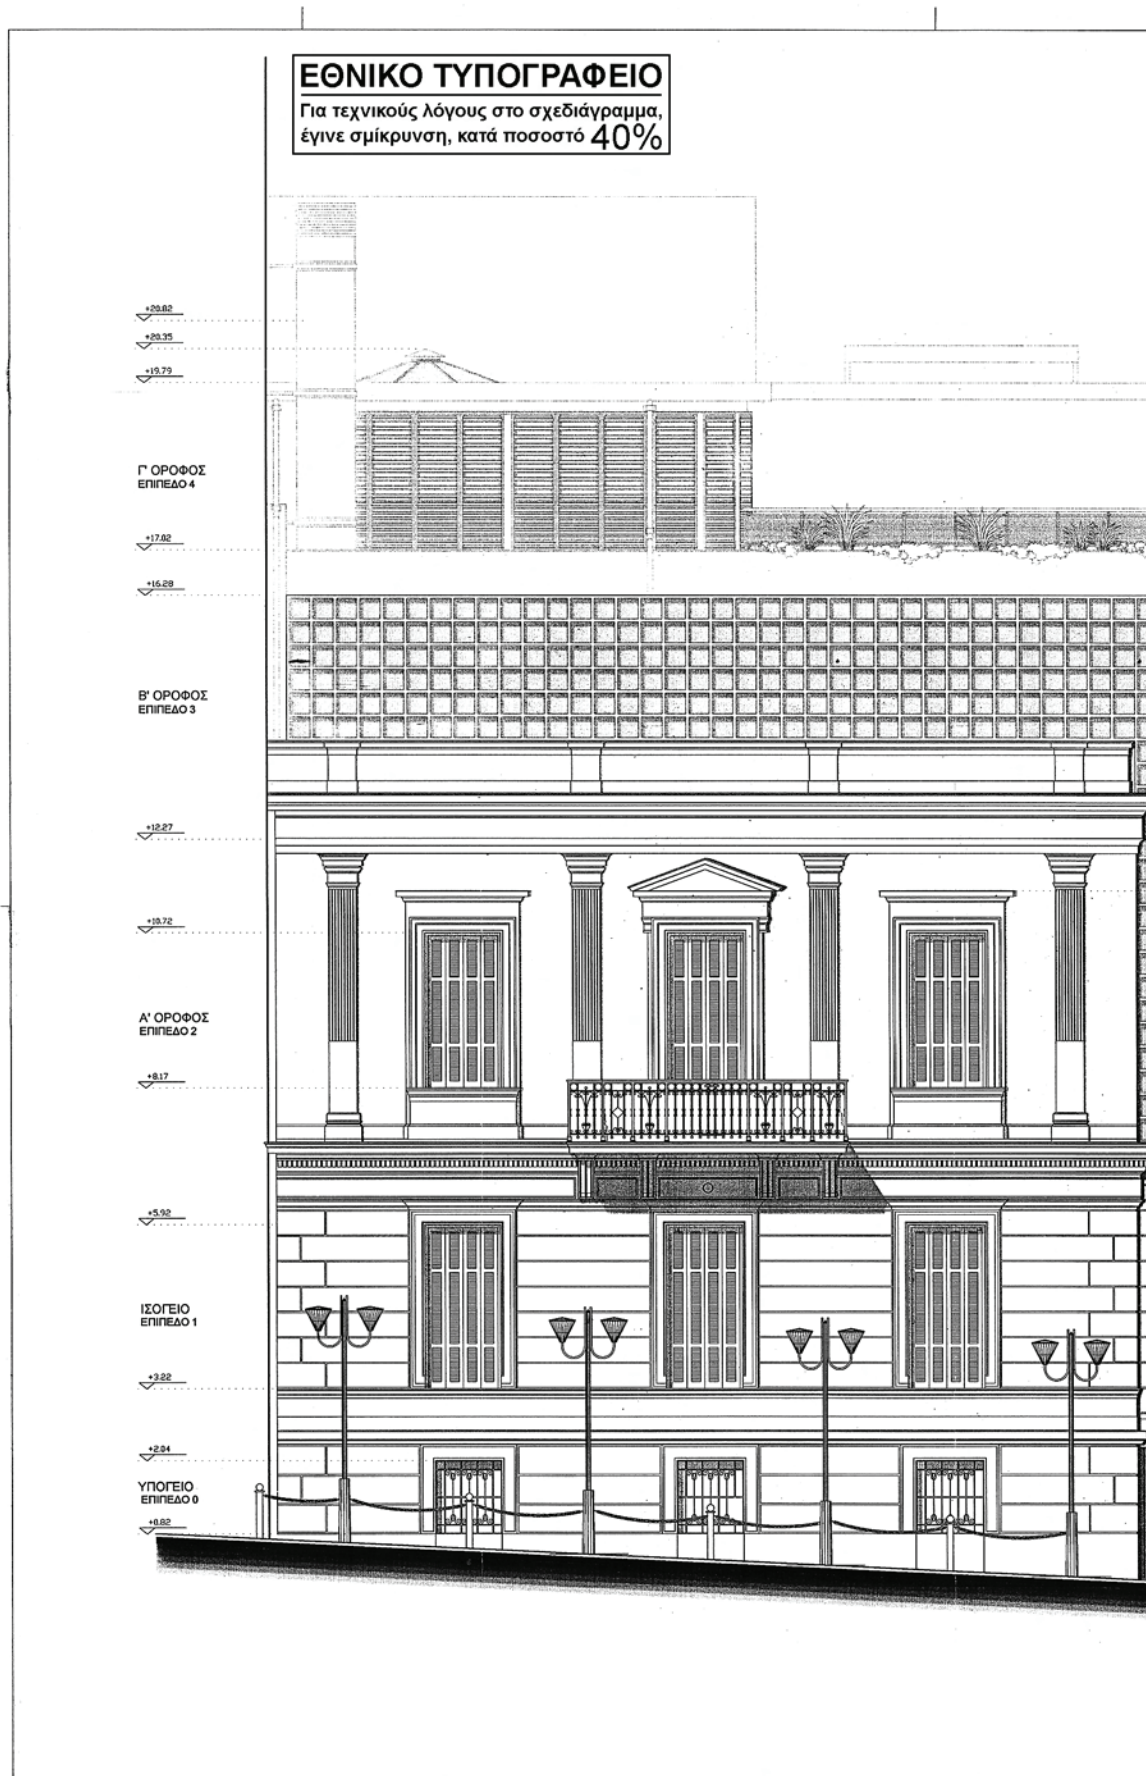 ΕΘΝΙΚΟ ΤΥΠΟΓΡΑΦΕΙΟ
Για τεχνικούς λόγους στο σχεδιάγραμμα,
έγινε σμίκρυνση, κατά ποσοστό 40%
+20.82
+20.35
+19.79
Γ' ΟΡΟΦΟΣ
ΕΠΙΠΕΔΟ 4
+17.02
+16.28
Β' ΟΡΟΦΟΣ
ΕΠΙΠΕΔΟ 3
+12.27
+10.72
Α' ΟΡΟΦΟΣ
ΕΠΙΠΕΔΟ 2
+8.17
+5.92
ΙΣΟΓΕΙΟ
ΕΠΙΠΕΔΟ 1
+3.22
+2.04
ΥΠΟΓΕΙΟ
ΕΠΙΠΕΔΟ 0
+0.82